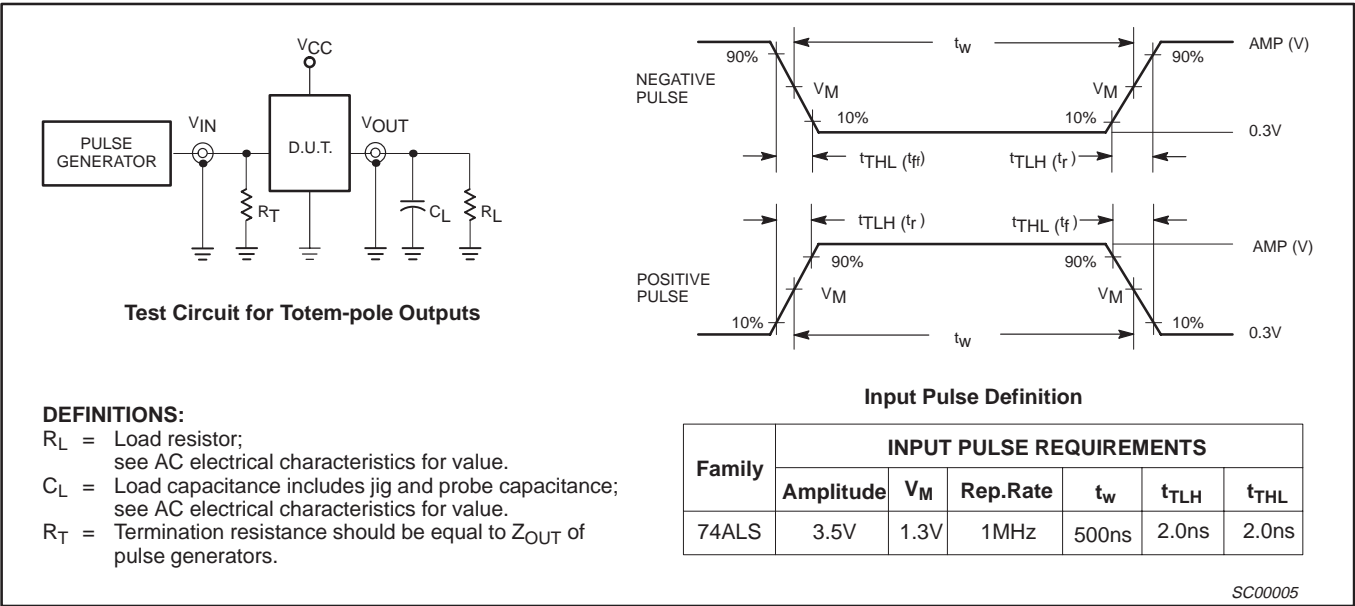 VCC
VIN
VOUT
PULSE
GENERATOR
D.U.T.
RT
CL
RL
Test Circuit for Totem-pole Outputs
DEFINITIONS:
RL = Load resistor;
see AC electrical characteristics for value.
CL = Load capacitance includes jig and probe capacitance;
see AC electrical characteristics for value.
RT = Termination resistance should be equal to ZOUT of
pulse generators.
NEGATIVE
PULSE
90%
tw
90%
AMP (V)
VM
VM
10%
10%
0.3V
tTHL (tff)
tTLH (tr)
tTLH (tr)
tTHL (tf)
POSITIVE
PULSE
AMP (V)
90%
90%
VM
VM
10%
10%
tw
0.3V
Input Pulse Definition
Family
INPUT PULSE REQUIREMENTS
Amplitude VM Rep.Rate tw tTLH tTHL
74ALS 3.5V 1.3V 1MHz 500ns 2.0ns 2.0ns
SC00005